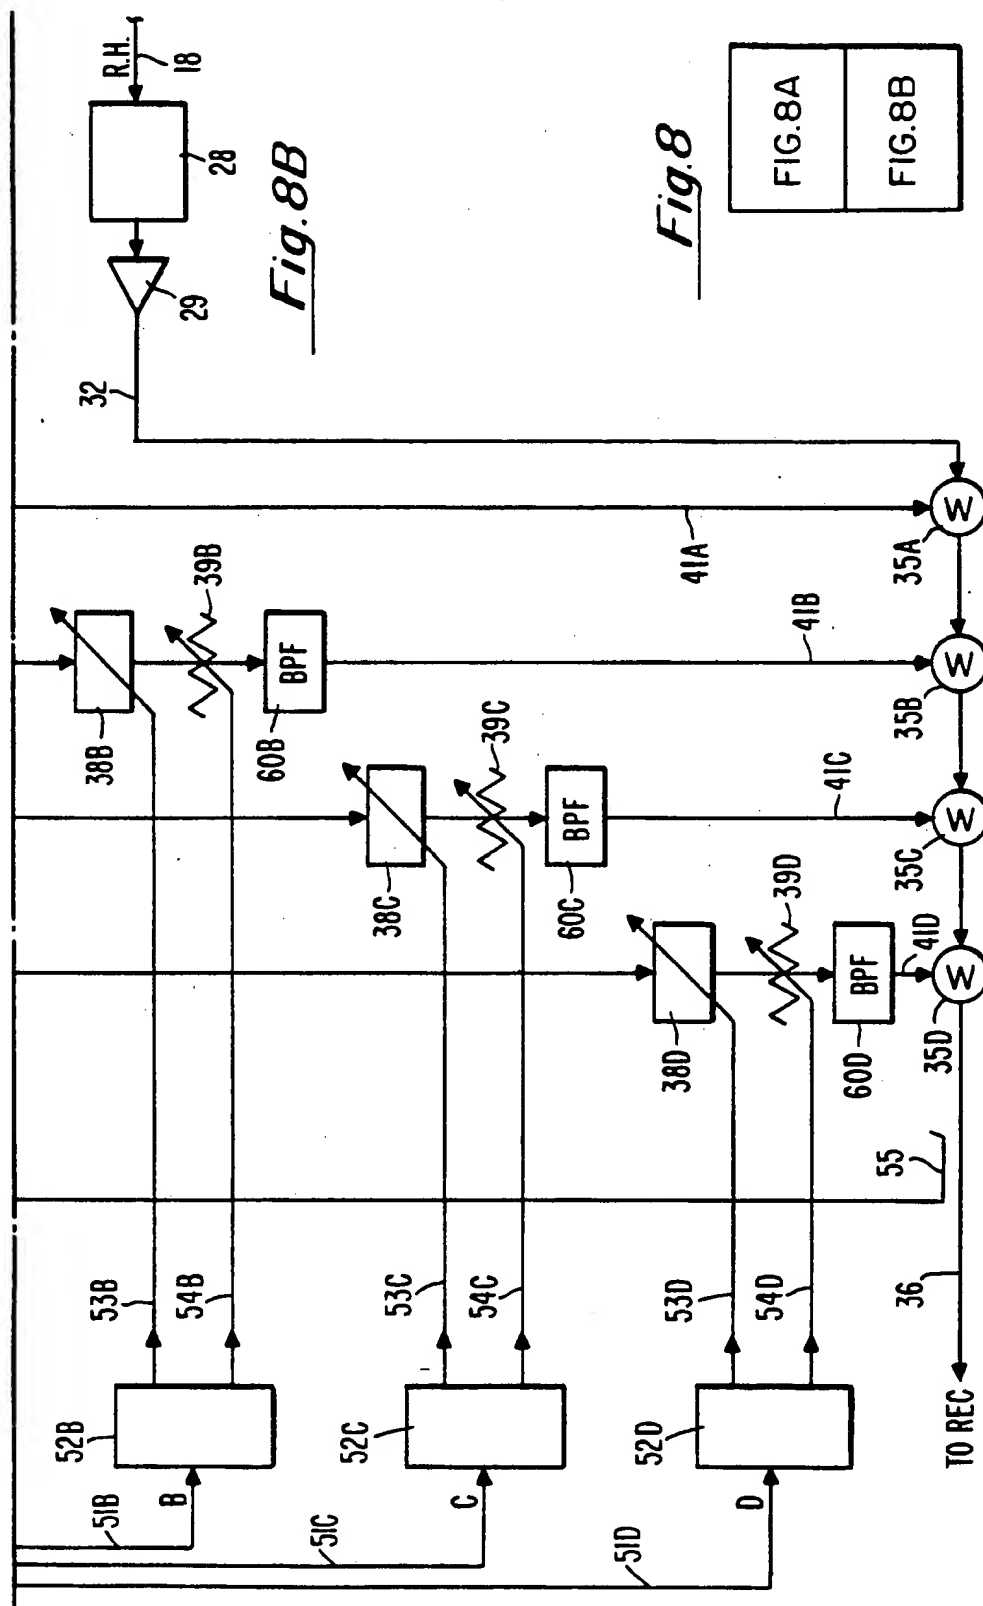 51B
B
52B
53B
54B
38B
39B
60B
32
29
28
R.H.
18
Fig.8B
51C
C
52C
53C
54C
38C
39C
BPF
60C
BPF
41A
41B
41C
51D
D
52D
53D
54D
38D
39D
BPF
60D
41D
55
Fig.8
FIG.8A
FIG.8B
TO REC
36
W
35D
W
35C
W
35B
W
35A